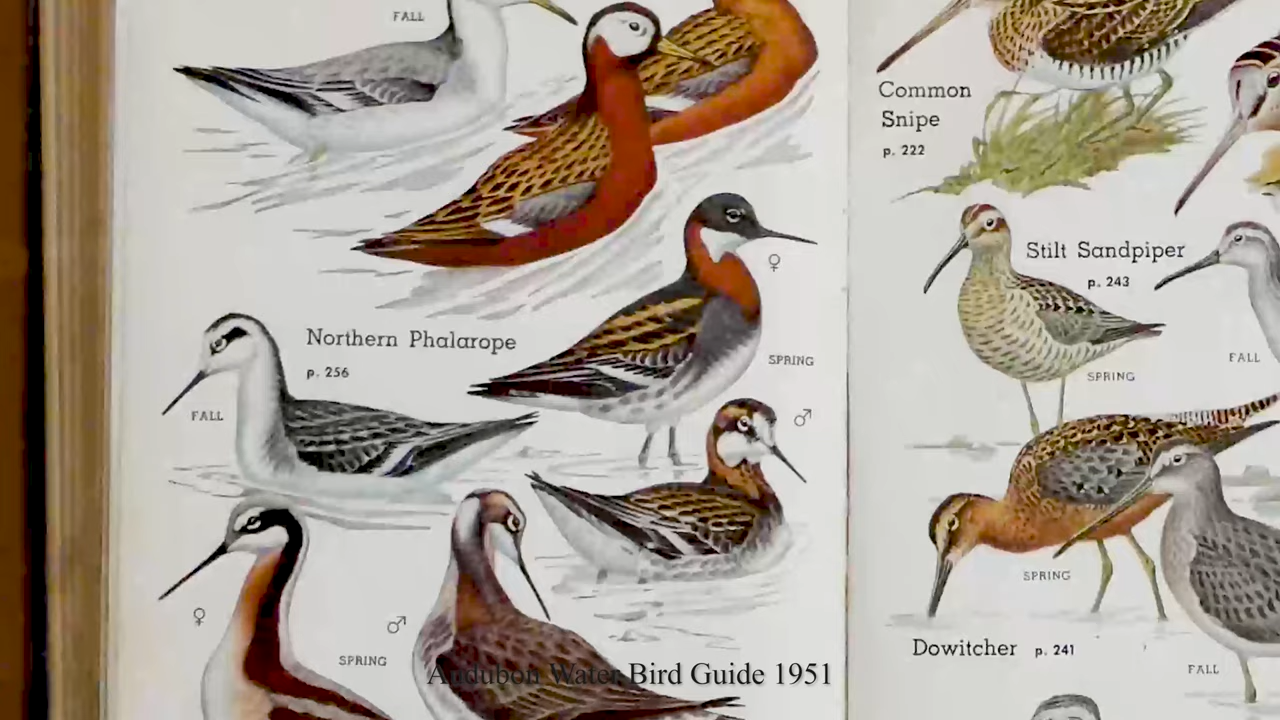 FALL
Northern Phalarope
p. 256
FALL
♀
SPRING
♂
♀
♂
SPRING
Common
Snipe
p. 222
Stilt Sandpiper
p. 243
SPRING
FALL
SPRING
Dowitcher p. 241
FALL
Audubon Water Bird Guide 1951